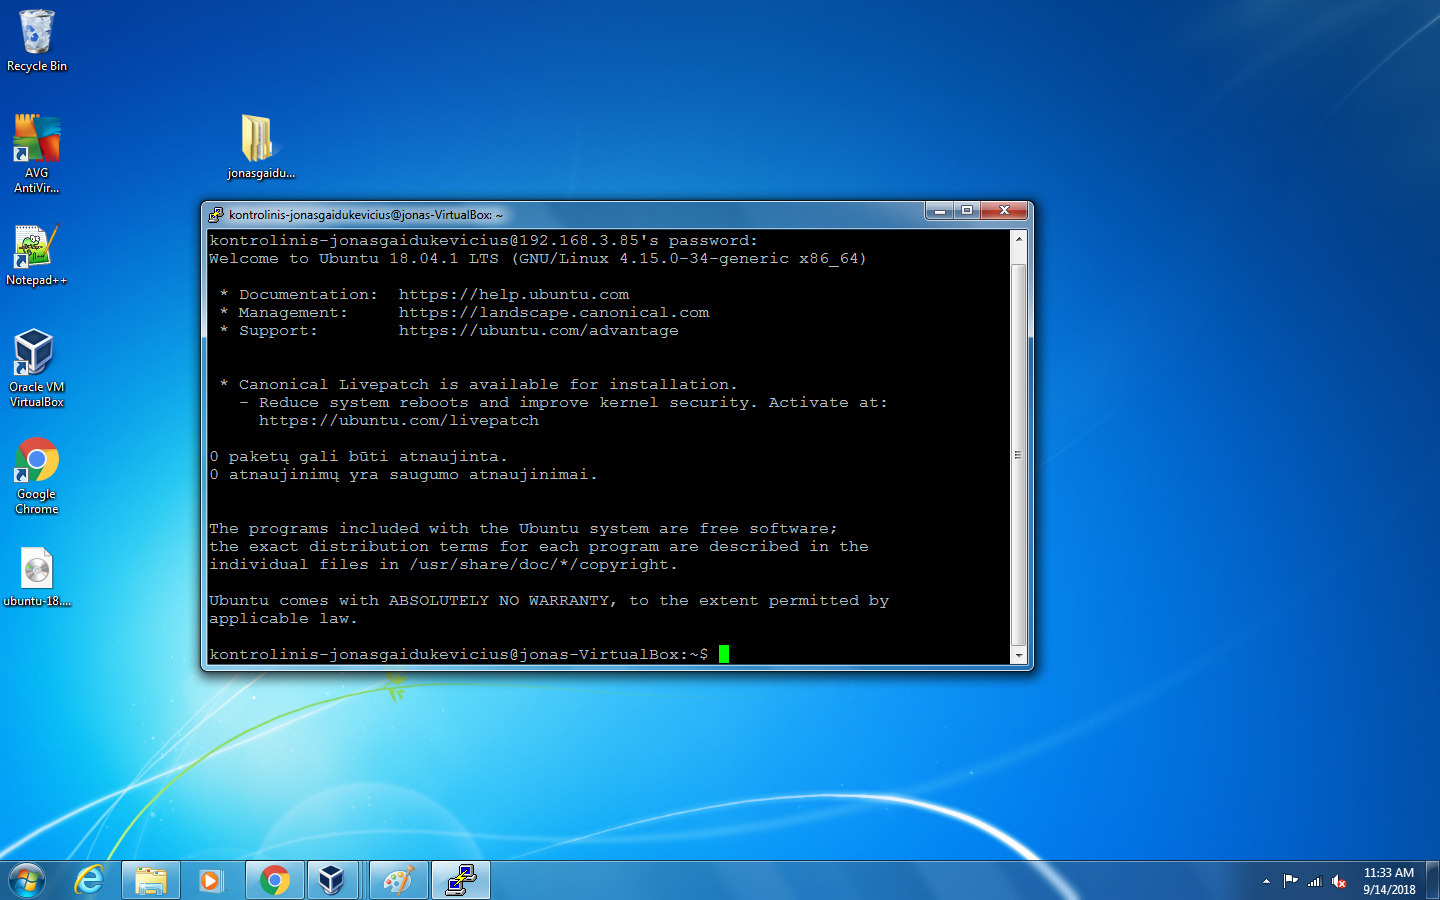 Recycle Bin
AVG
AntiVir...
Notepad++
Oracle VM
VirtualBox
Google
Chrome
ubuntu-18....
jonasgaidu...
kontrolinis-jonasgaidukevicius@jonas-VirtualBox: ~
kontrolinis-jonasgaidukevicius@192.168.3.85's password:
Welcome to Ubuntu 18.04.1 LTS (GNU/Linux 4.15.0-34-generic x86_64)
* Documentation:  https://help.ubuntu.com
* Management:     https://landscape.canonical.com
* Support:        https://ubuntu.com/advantage
* Canonical Livepatch is available for installation.
- Reduce system reboots and improve kernel security. Activate at:
https://ubuntu.com/livepatch
0 paketų gali būti atnaujinta.
0 atnaujinimų yra saugumo atnaujinimai.
The programs included with the Ubuntu system are free software;
the exact distribution terms for each program are described in the
individual files in /usr/share/doc/*/copyright.
Ubuntu comes with ABSOLUTELY NO WARRANTY, to the extent permitted by
applicable law.
kontrolinis-jonasgaidukevicius@jonas-VirtualBox:~$
11:33 AM
9/14/2018